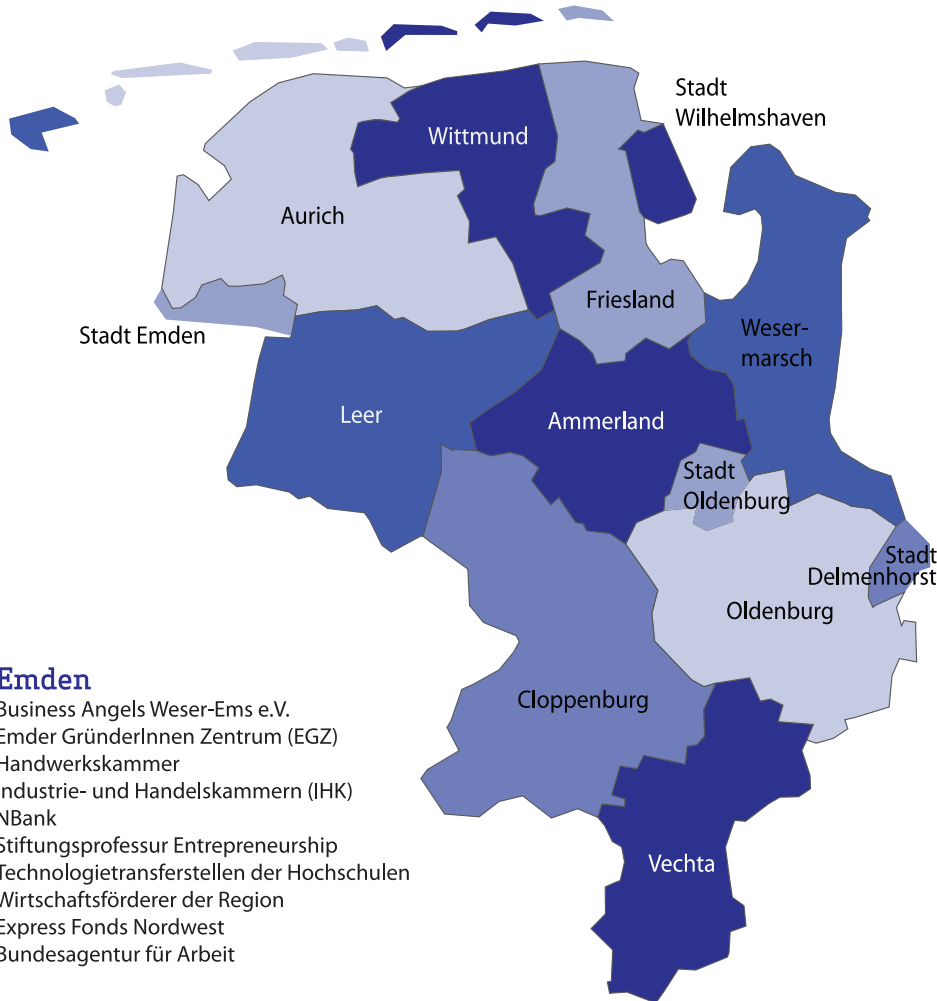 Stadt
Wilhelmshaven
Wittmund
Aurich
Friesland
Stadt Emden
Weser-
marsch
Leer
Ammerland
Stadt
Oldenburg
Stadt
Delmenhorst
Oldenburg
Cloppenburg
Vechta
Emden
Business Angels Weser-Ems e.V.
Emder GründerInnen Zentrum (EGZ)
Handwerkskammer
Industrie- und Handelskammern (IHK)
NBank
Stiftungsprofessur Entrepreneurship
Technologietransferstellen der Hochschulen
Wirtschaftsförderer der Region
Express Fonds Nordwest
Bundesagentur für Arbeit